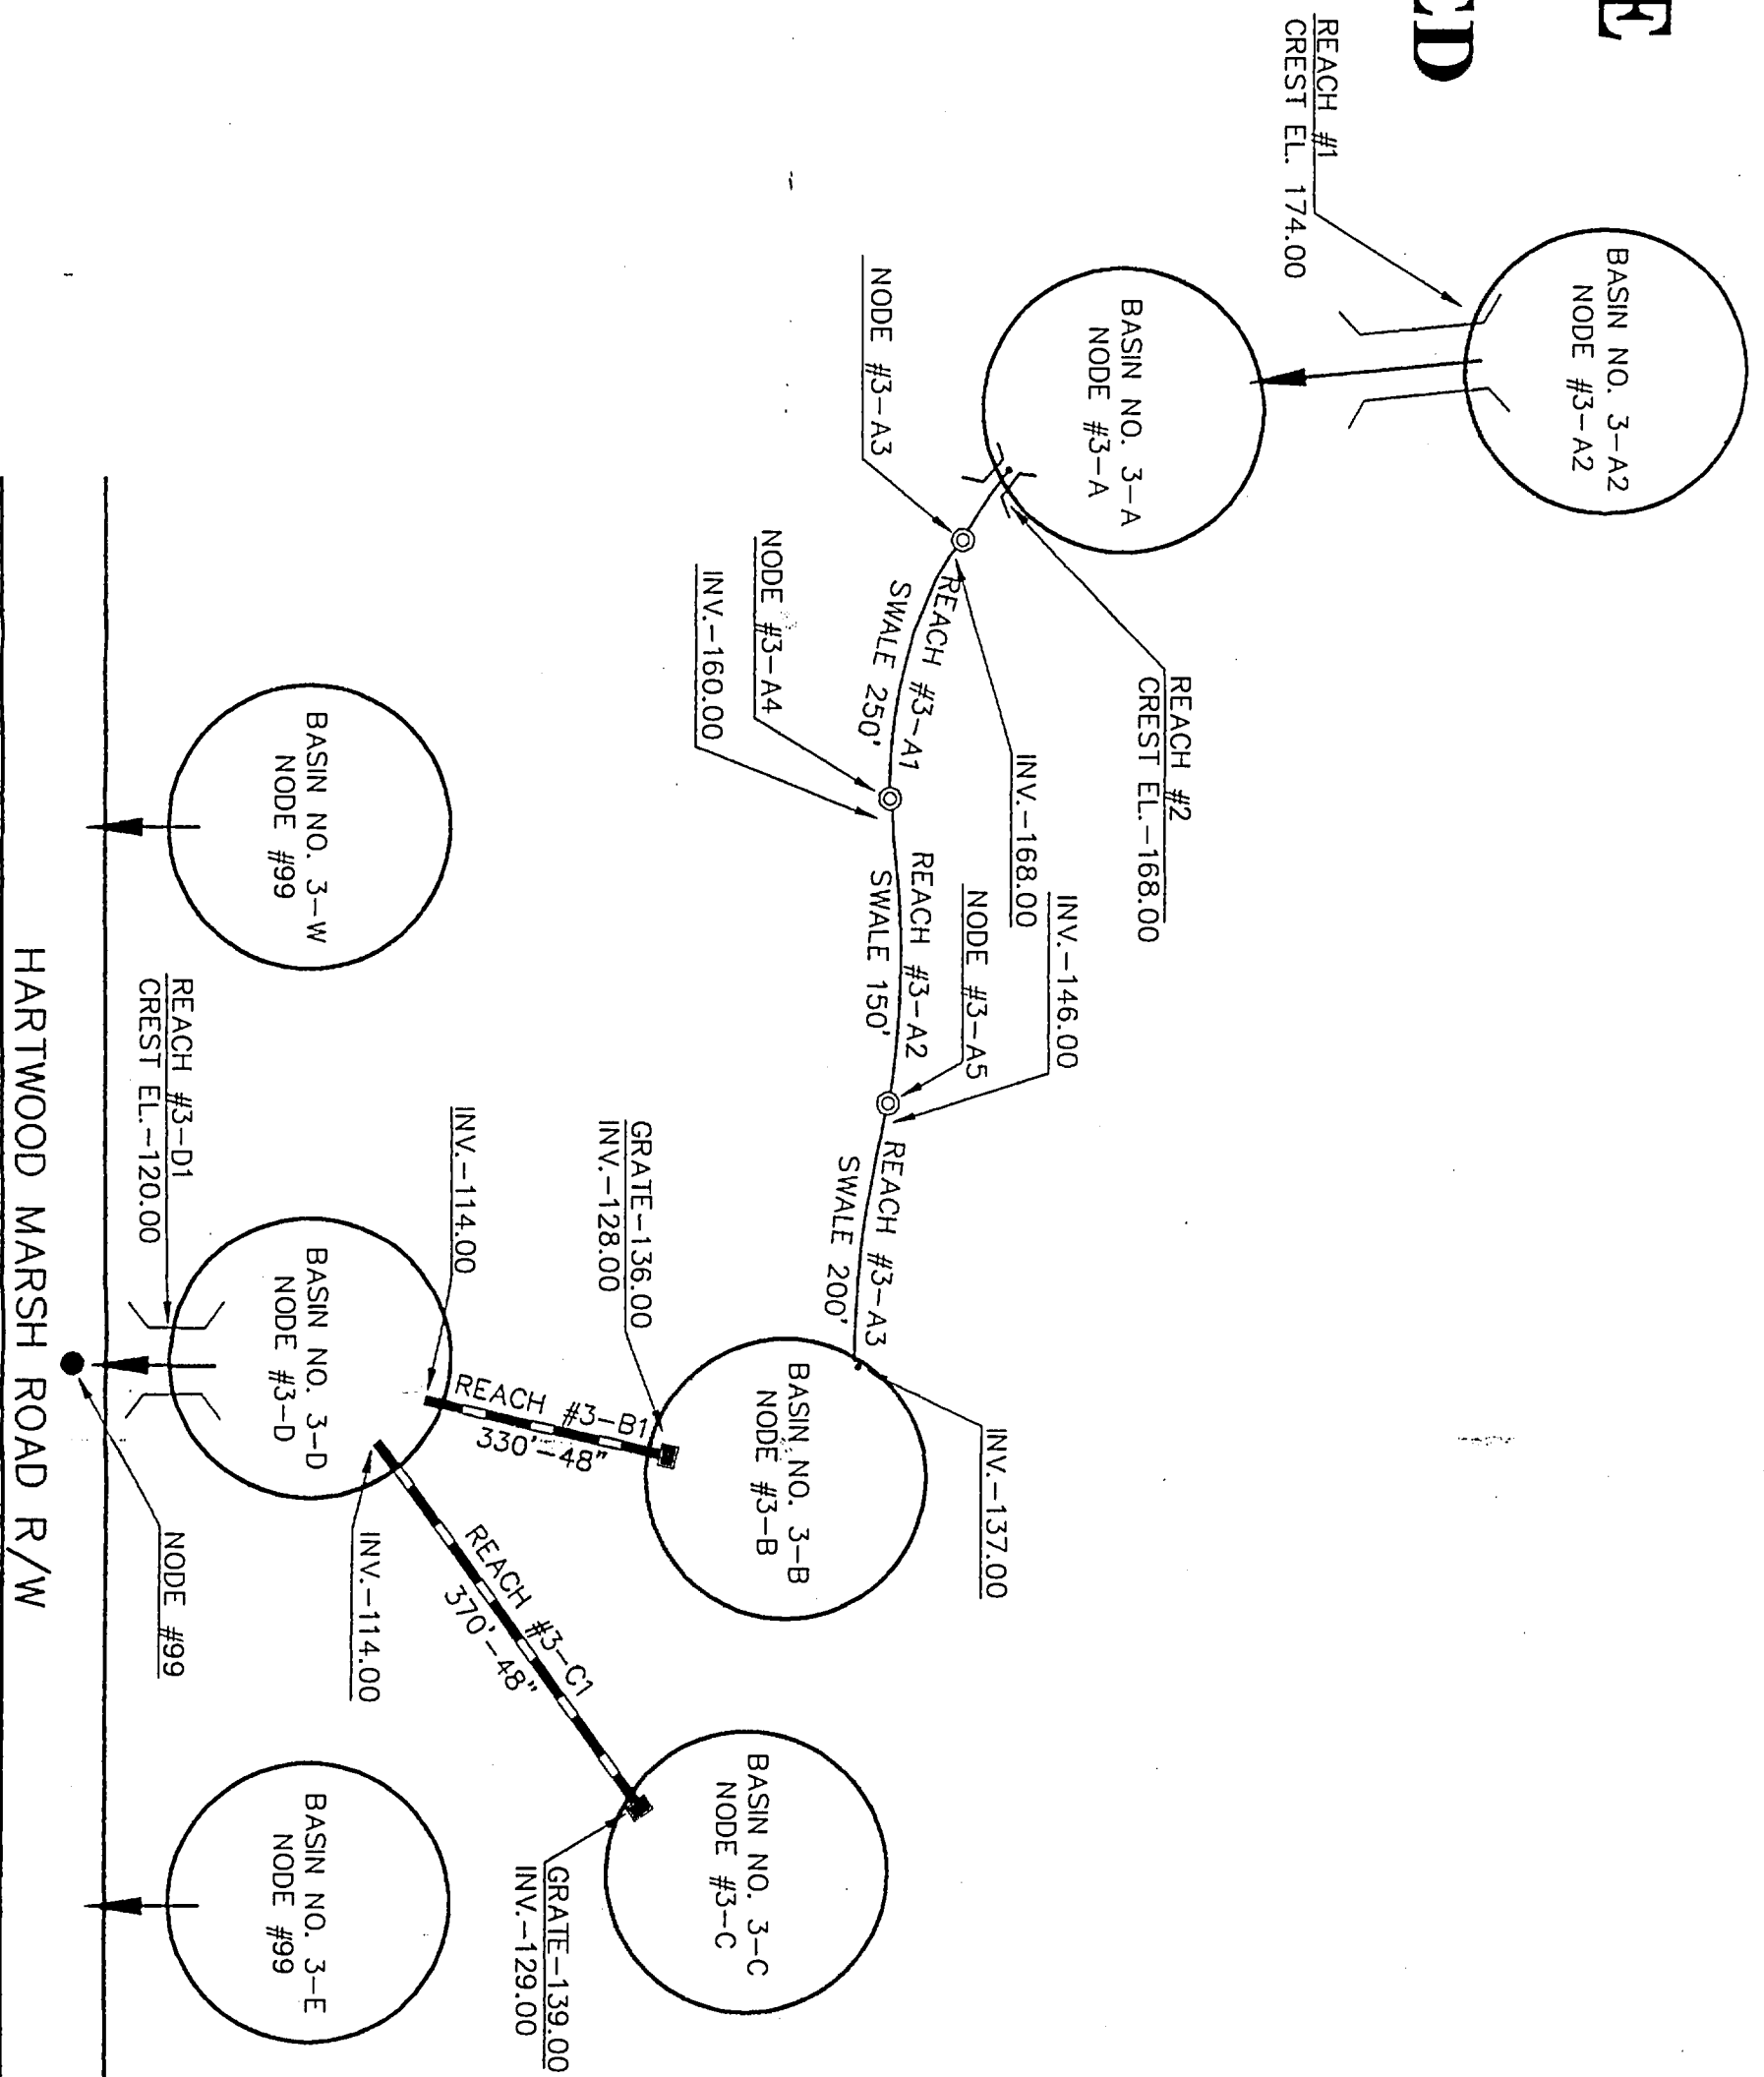 E
CD
REACH #1
CREST EL. 174.00
BASIN NO. 3-A2
NODE #3-A2
BASIN NO. 3-A
NODE #3-A
NODE #3-A3
REACH #2
CREST EL.-168.00
INV.-168.00
REACH #3-A1
SWALE 250'
NODE #3-A4
INV.-160.00
REACH #3-A2
SWALE 150'
INV.-146.00
NODE #3-A5
REACH #3-A3
SWALE 200'
INV.-137.00
BASIN NO. 3-B
NODE #3-B
GRATE-136.00
INV.-128.00
REACH #3-B1
330'-48"
INV.-114.00
BASIN NO. 3-C
NODE #3-C
GRATE-139.00
INV.-129.00
REACH #3-C1
370'-48"
INV.-114.00
BASIN NO. 3-W
NODE #99
BASIN NO. 3-D
NODE #3-D
REACH #3-D1
CREST EL.-120.00
NODE #99
BASIN NO. 3-E
NODE #99
HARTWOOD MARSH ROAD R/W